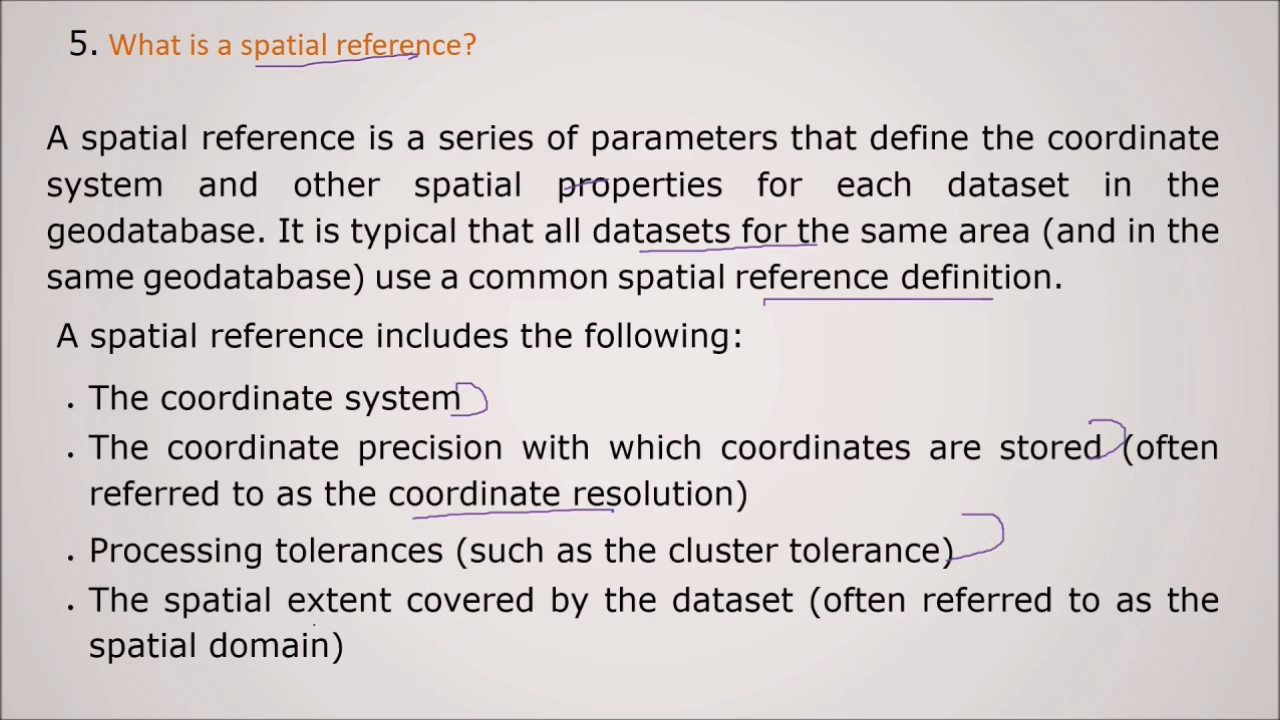 5. What is a spatial reference?
A spatial reference is a series of parameters that define the coordinate
system and other spatial properties for each dataset in the
geodatabase. It is typical that all datasets for the same area (and in the
same geodatabase) use a common spatial reference definition.
A spatial reference includes the following:
. The coordinate system
. The coordinate precision with which coordinates are stored (often
referred to as the coordinate resolution)
. Processing tolerances (such as the cluster tolerance)
. The spatial extent covered by the dataset (often referred to as the
spatial domain)